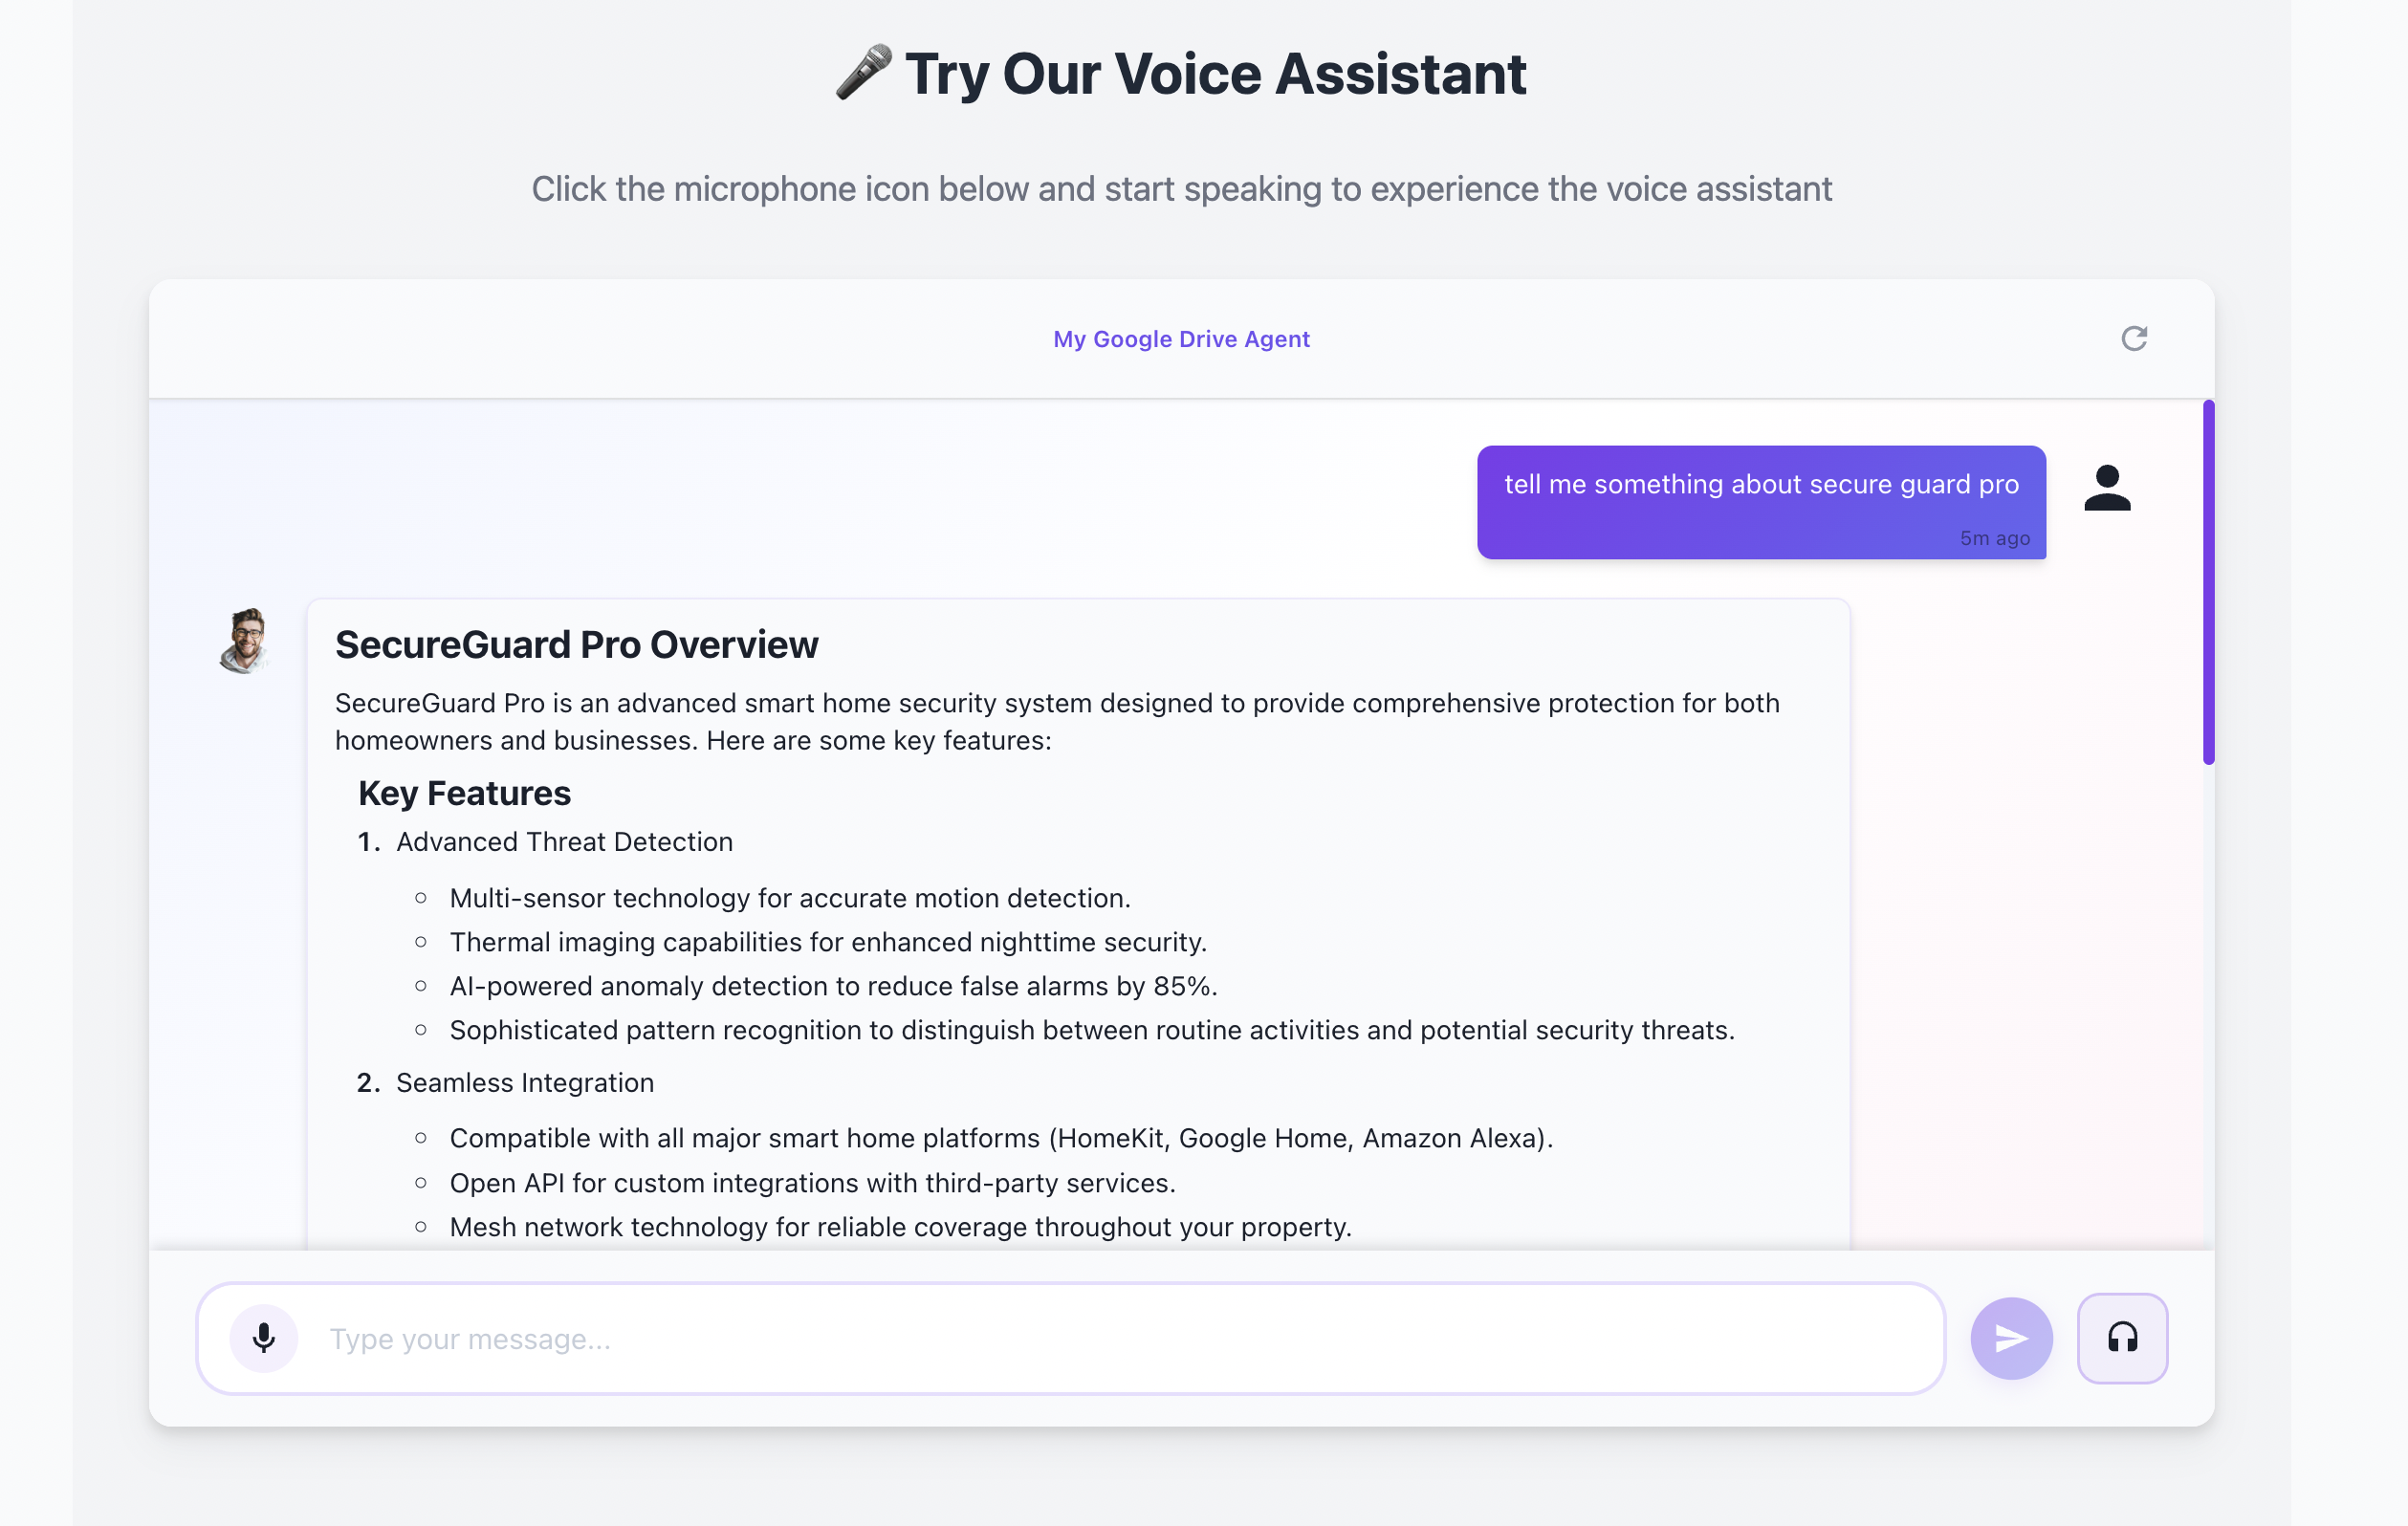 🎤 Try Our Voice Assistant
Click the microphone icon below and start speaking to experience the voice assistant
My Google Drive Agent
tell me something about secure guard pro
5m ago
SecureGuard Pro Overview
SecureGuard Pro is an advanced smart home security system designed to provide comprehensive protection for both
homeowners and businesses. Here are some key features:
Key Features
1. Advanced Threat Detection
○ Multi-sensor technology for accurate motion detection.
○ Thermal imaging capabilities for enhanced nighttime security.
○ AI-powered anomaly detection to reduce false alarms by 85%.
○ Sophisticated pattern recognition to distinguish between routine activities and potential security threats.
2. Seamless Integration
○ Compatible with all major smart home platforms (HomeKit, Google Home, Amazon Alexa).
○ Open API for custom integrations with third-party services.
○ Mesh network technology for reliable coverage throughout your property.
Type your message...